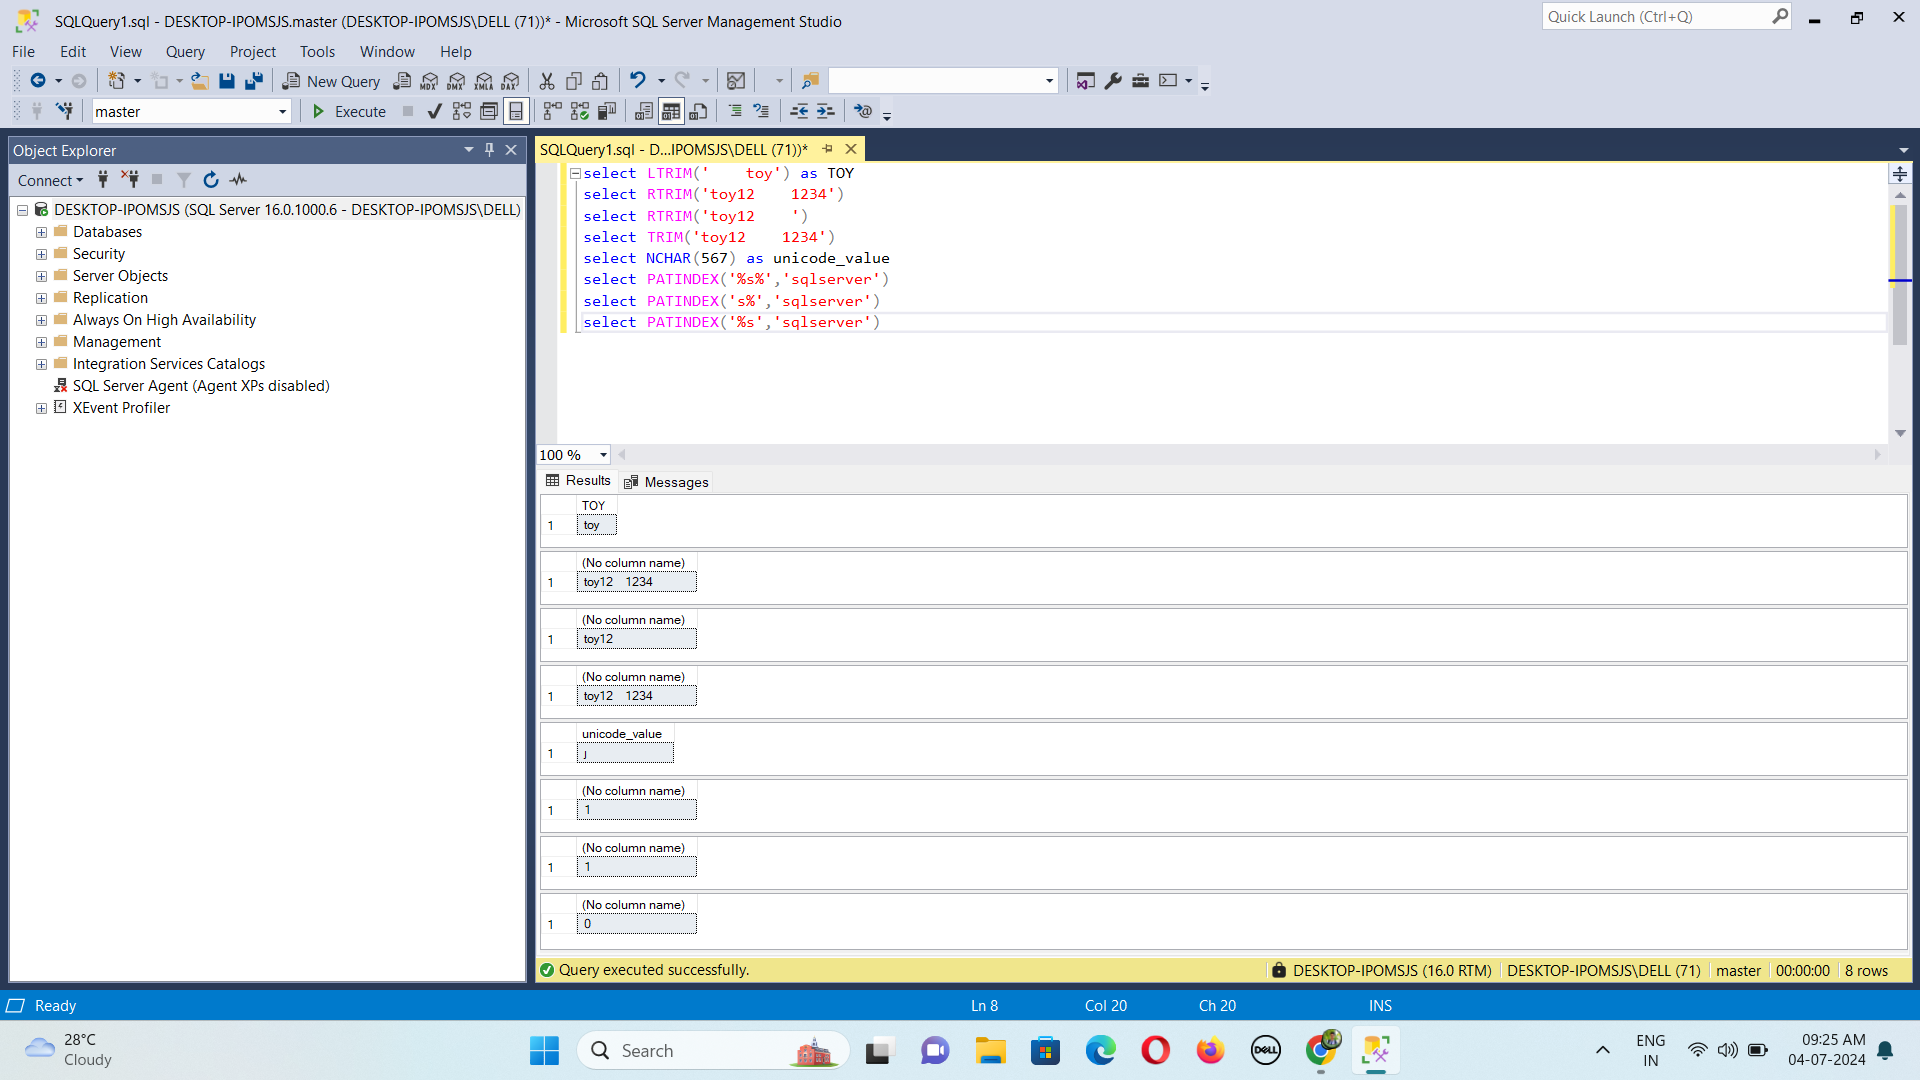 SQLQuery1.sql - DESKTOP-IPOMSJS.master (DESKTOP-IPOMSJS\DELL (71))* - Microsoft SQL Server Management Studio
Quick Launch (Ctrl+Q)
File Edit View Query Project Tools Window Help
New Query MDX DMX XMLA DAX
master Execute
Object Explorer
Connect
DESKTOP-IPOMSJS (SQL Server 16.0.1000.6 - DESKTOP-IPOMSJS\DELL)
Databases
Security
Server Objects
Replication
Always On High Availability
Management
Integration Services Catalogs
SQL Server Agent (Agent XPs disabled)
XEvent Profiler
SQLQuery1.sql - D...IPOMSJS\DELL (71))*
select LTRIM('    toy') as TOY
select RTRIM('toy12    1234')
select RTRIM('toy12    ')
select TRIM('toy12    1234')
select NCHAR(567) as unicode_value
select PATINDEX('%s%','sqlserver')
select PATINDEX('s%','sqlserver')
select PATINDEX('%s','sqlserver')
100 %
Results Messages
TOY
1 toy
(No column name)
1 toy12    1234
(No column name)
1 toy12
(No column name)
1 toy12    1234
unicode_value
1 ȷ
(No column name)
1 1
(No column name)
1 1
(No column name)
1 0
Query executed successfully. DESKTOP-IPOMSJS (16.0 RTM) DESKTOP-IPOMSJS\DELL (71) master 00:00:00 8 rows
Ready Ln 8 Col 20 Ch 20 INS
28°C
Cloudy
Search
DELL
ENG
IN
09:25 AM
04-07-2024